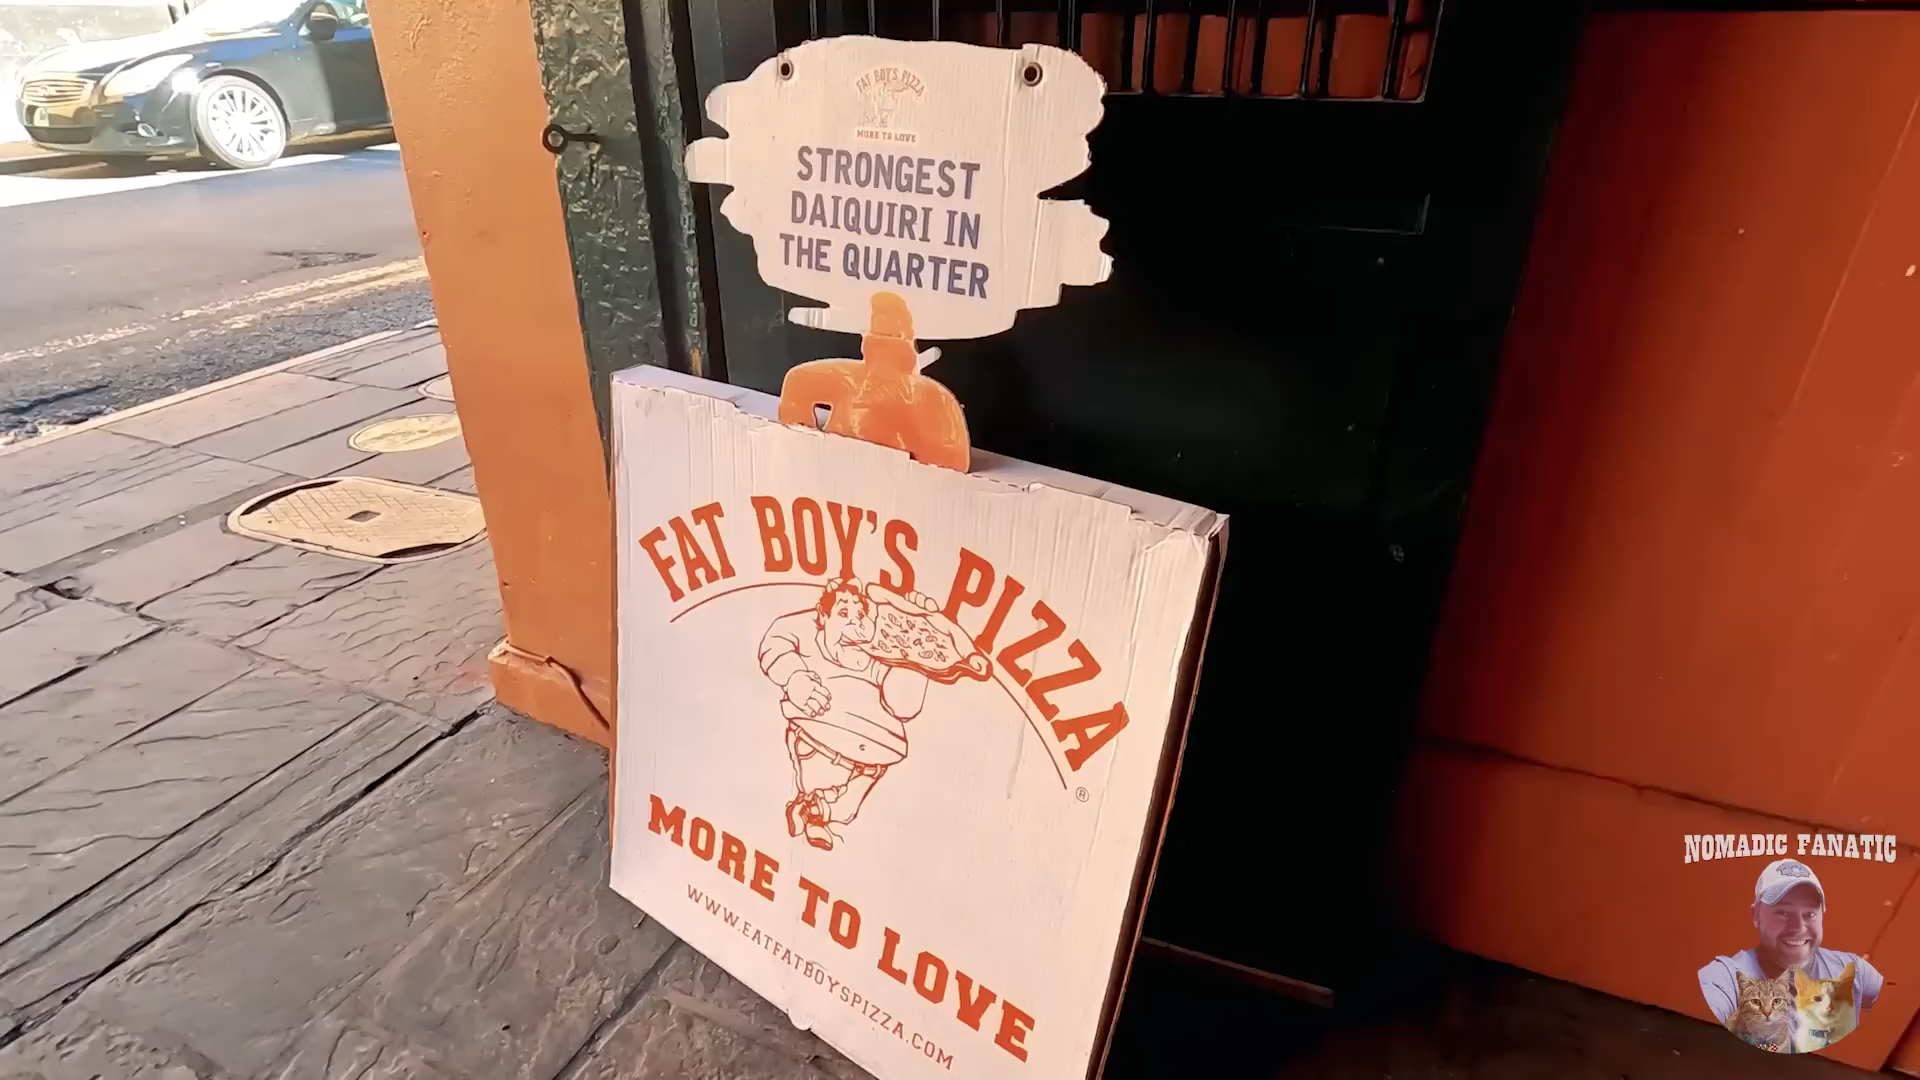 FAT BOY'S PIZZA
MORE TO LOVE
STRONGEST
DAIQUIRI IN
THE QUARTER
FAT BOY'S PIZZA
®
MORE TO LOVE
WWW.EATFATBOYSPIZZA.COM
NOMADIC FANATIC